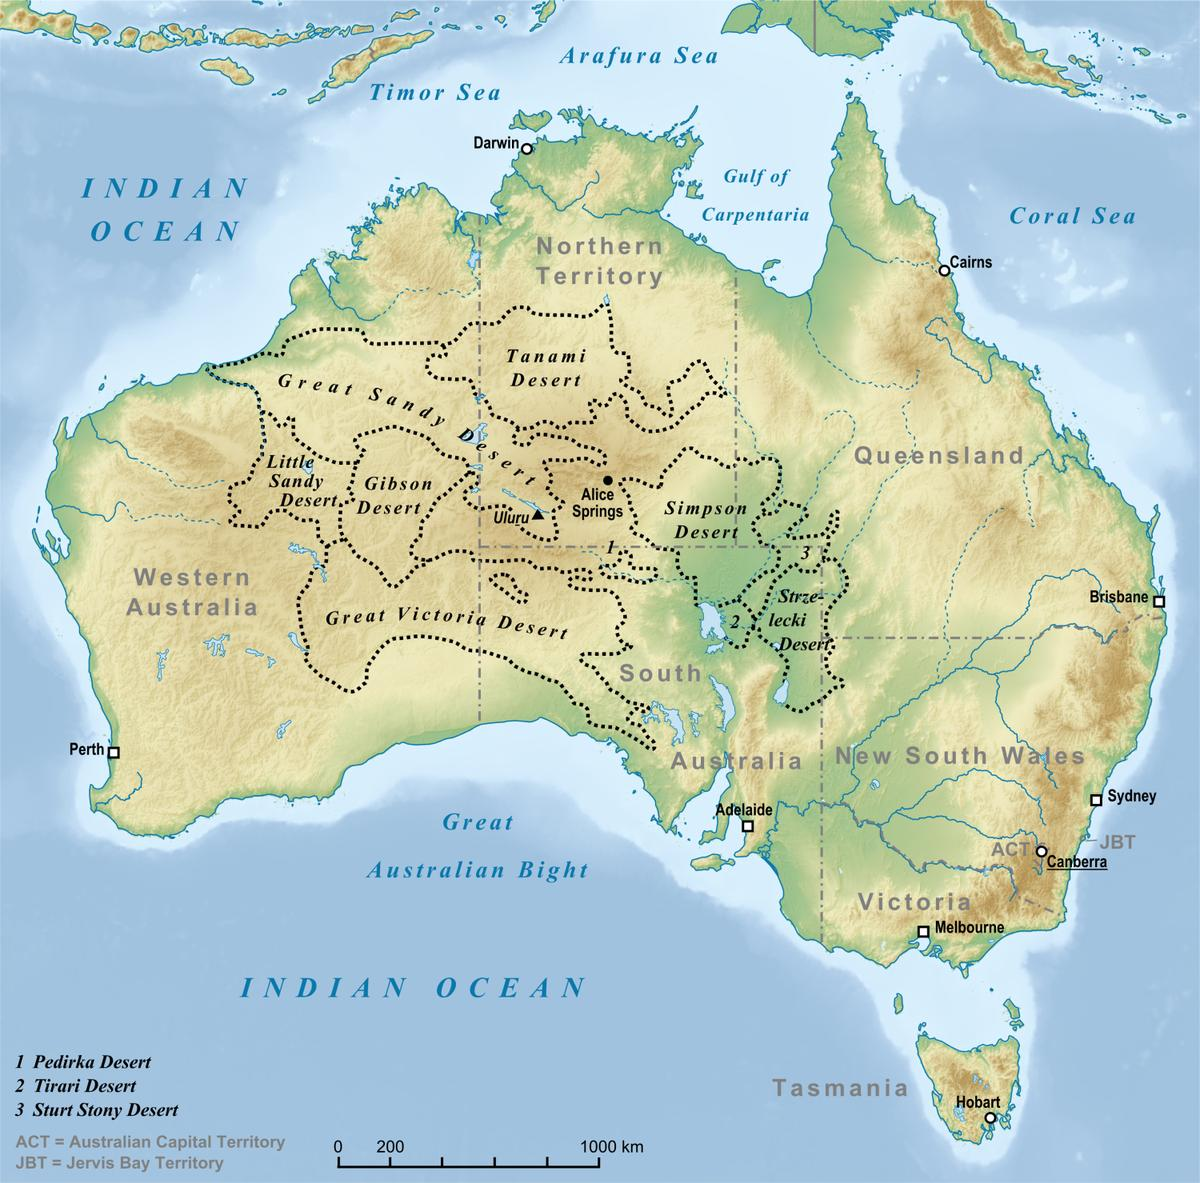 Arafura Sea
Timor Sea
Darwin
INDIAN
OCEAN
Gulf of
Carpentaria
Coral Sea
Northern
Territory
Cairns
Tanami
Desert
Great Sandy Desert
Queensland
Little
Sandy
Desert
Gibson
Desert
Alice
Springs
Uluru
Simpson
Desert
1
3
Western
Australia
Great Victoria Desert
2
Strze-
lecki
Desert
Brisbane
South
Australia
New South Wales
Perth
Adelaide
Sydney
JBT
ACT
Canberra
Great
Australian Bight
Victoria
Melbourne
INDIAN OCEAN
Tasmania
Hobart
1 Pedirka Desert
2 Tirari Desert
3 Sturt Stony Desert
ACT = Australian Capital Territory
JBT = Jervis Bay Territory
0 200 1000 km